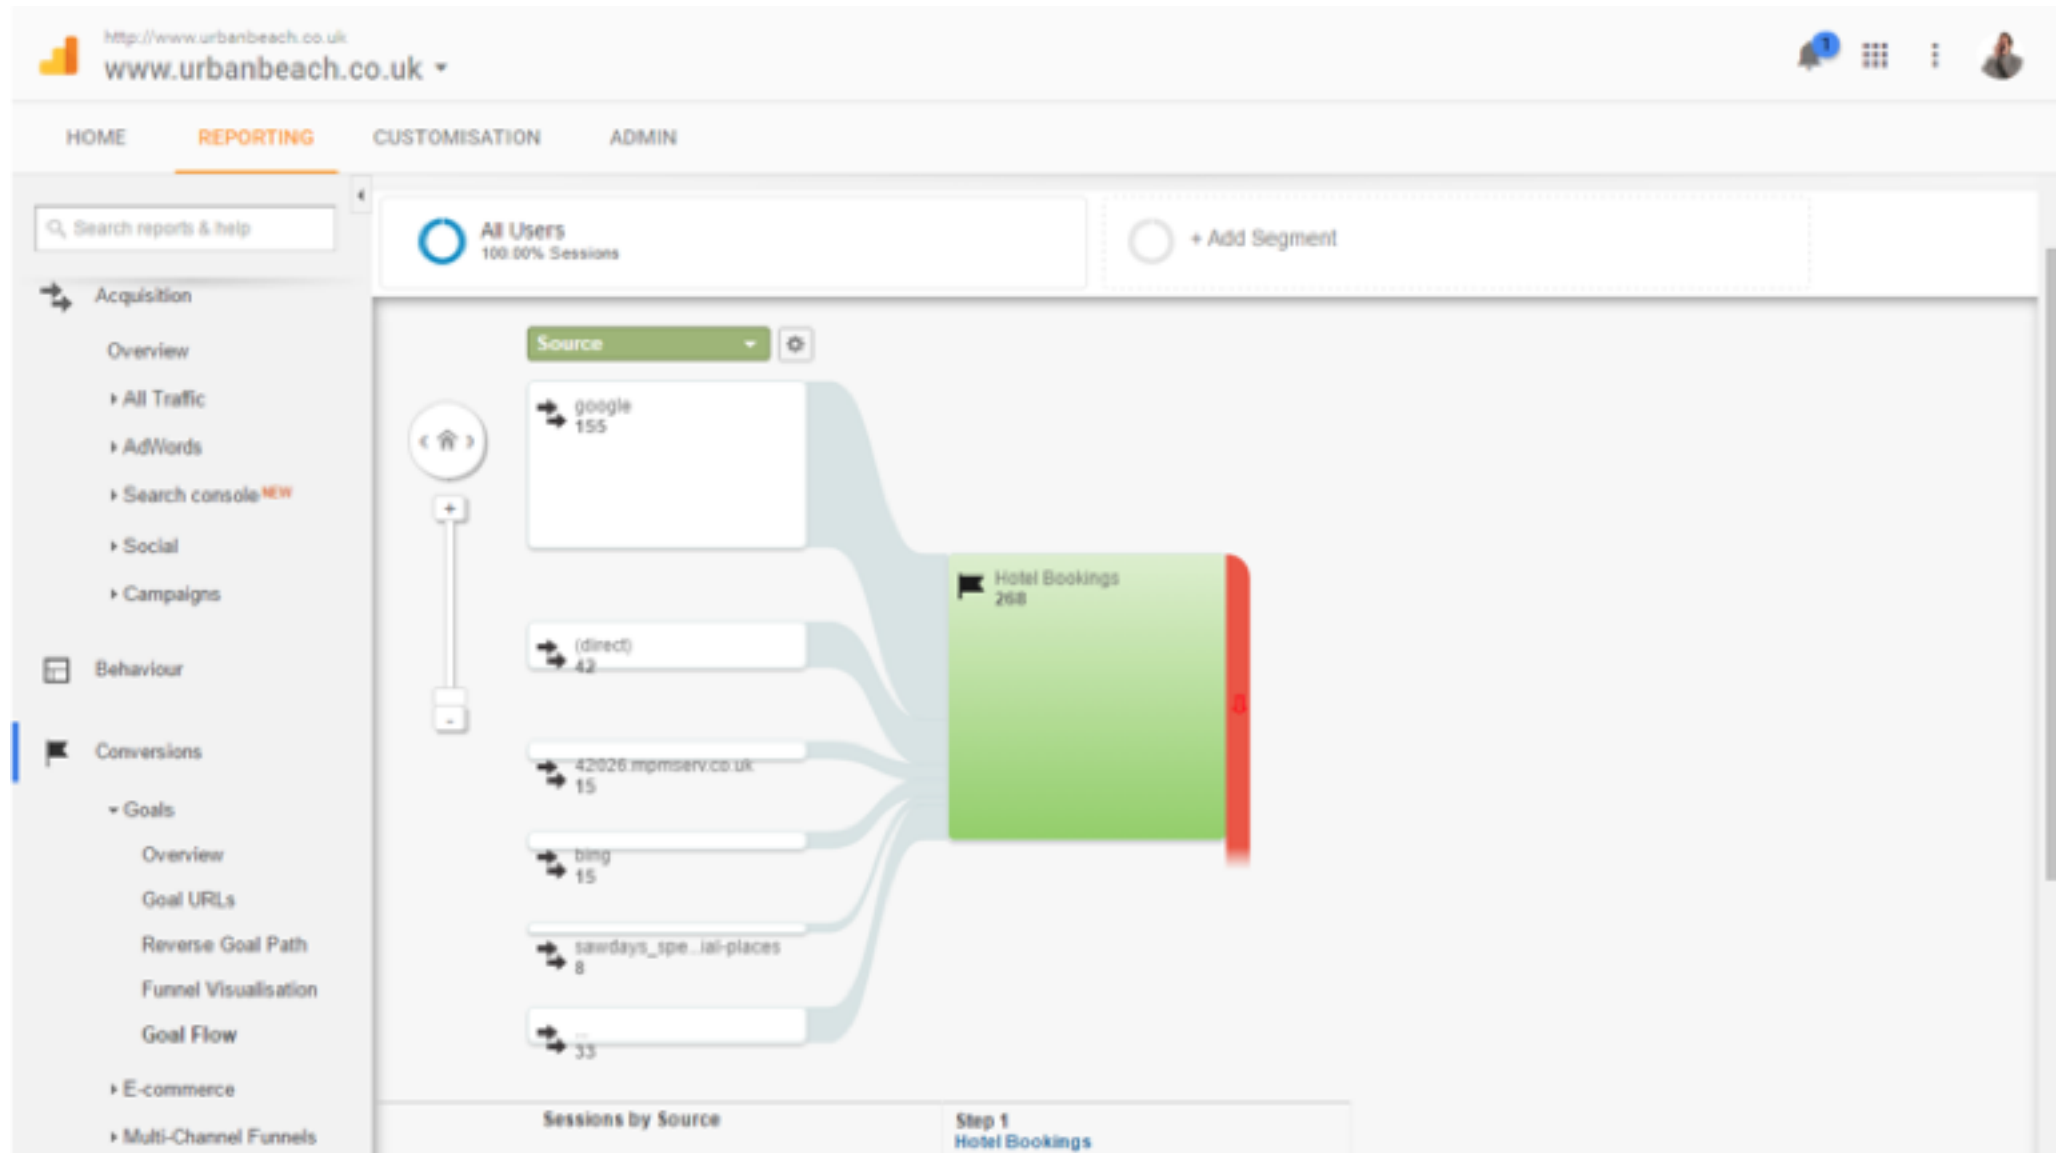 http://www.urbanbeach.co.uk
www.urbanbeach.co.uk
1
HOME REPORTING CUSTOMISATION ADMIN
Search reports & help
Acquisition
Overview
All Traffic
AdWords
Search console NEW
Social
Campaigns
Behaviour
Conversions
Goals
Overview
Goal URLs
Reverse Goal Path
Funnel Visualisation
Goal Flow
E-commerce
Multi-Channel Funnels
All Users
100.00% Sessions
+ Add Segment
Source
google
155
(direct)
42
42026.mpmserv.co.uk
15
bing
15
sawdays_spe...ial-places
8
...
33
Hotel Bookings
268
Sessions by Source
Step 1
Hotel Bookings